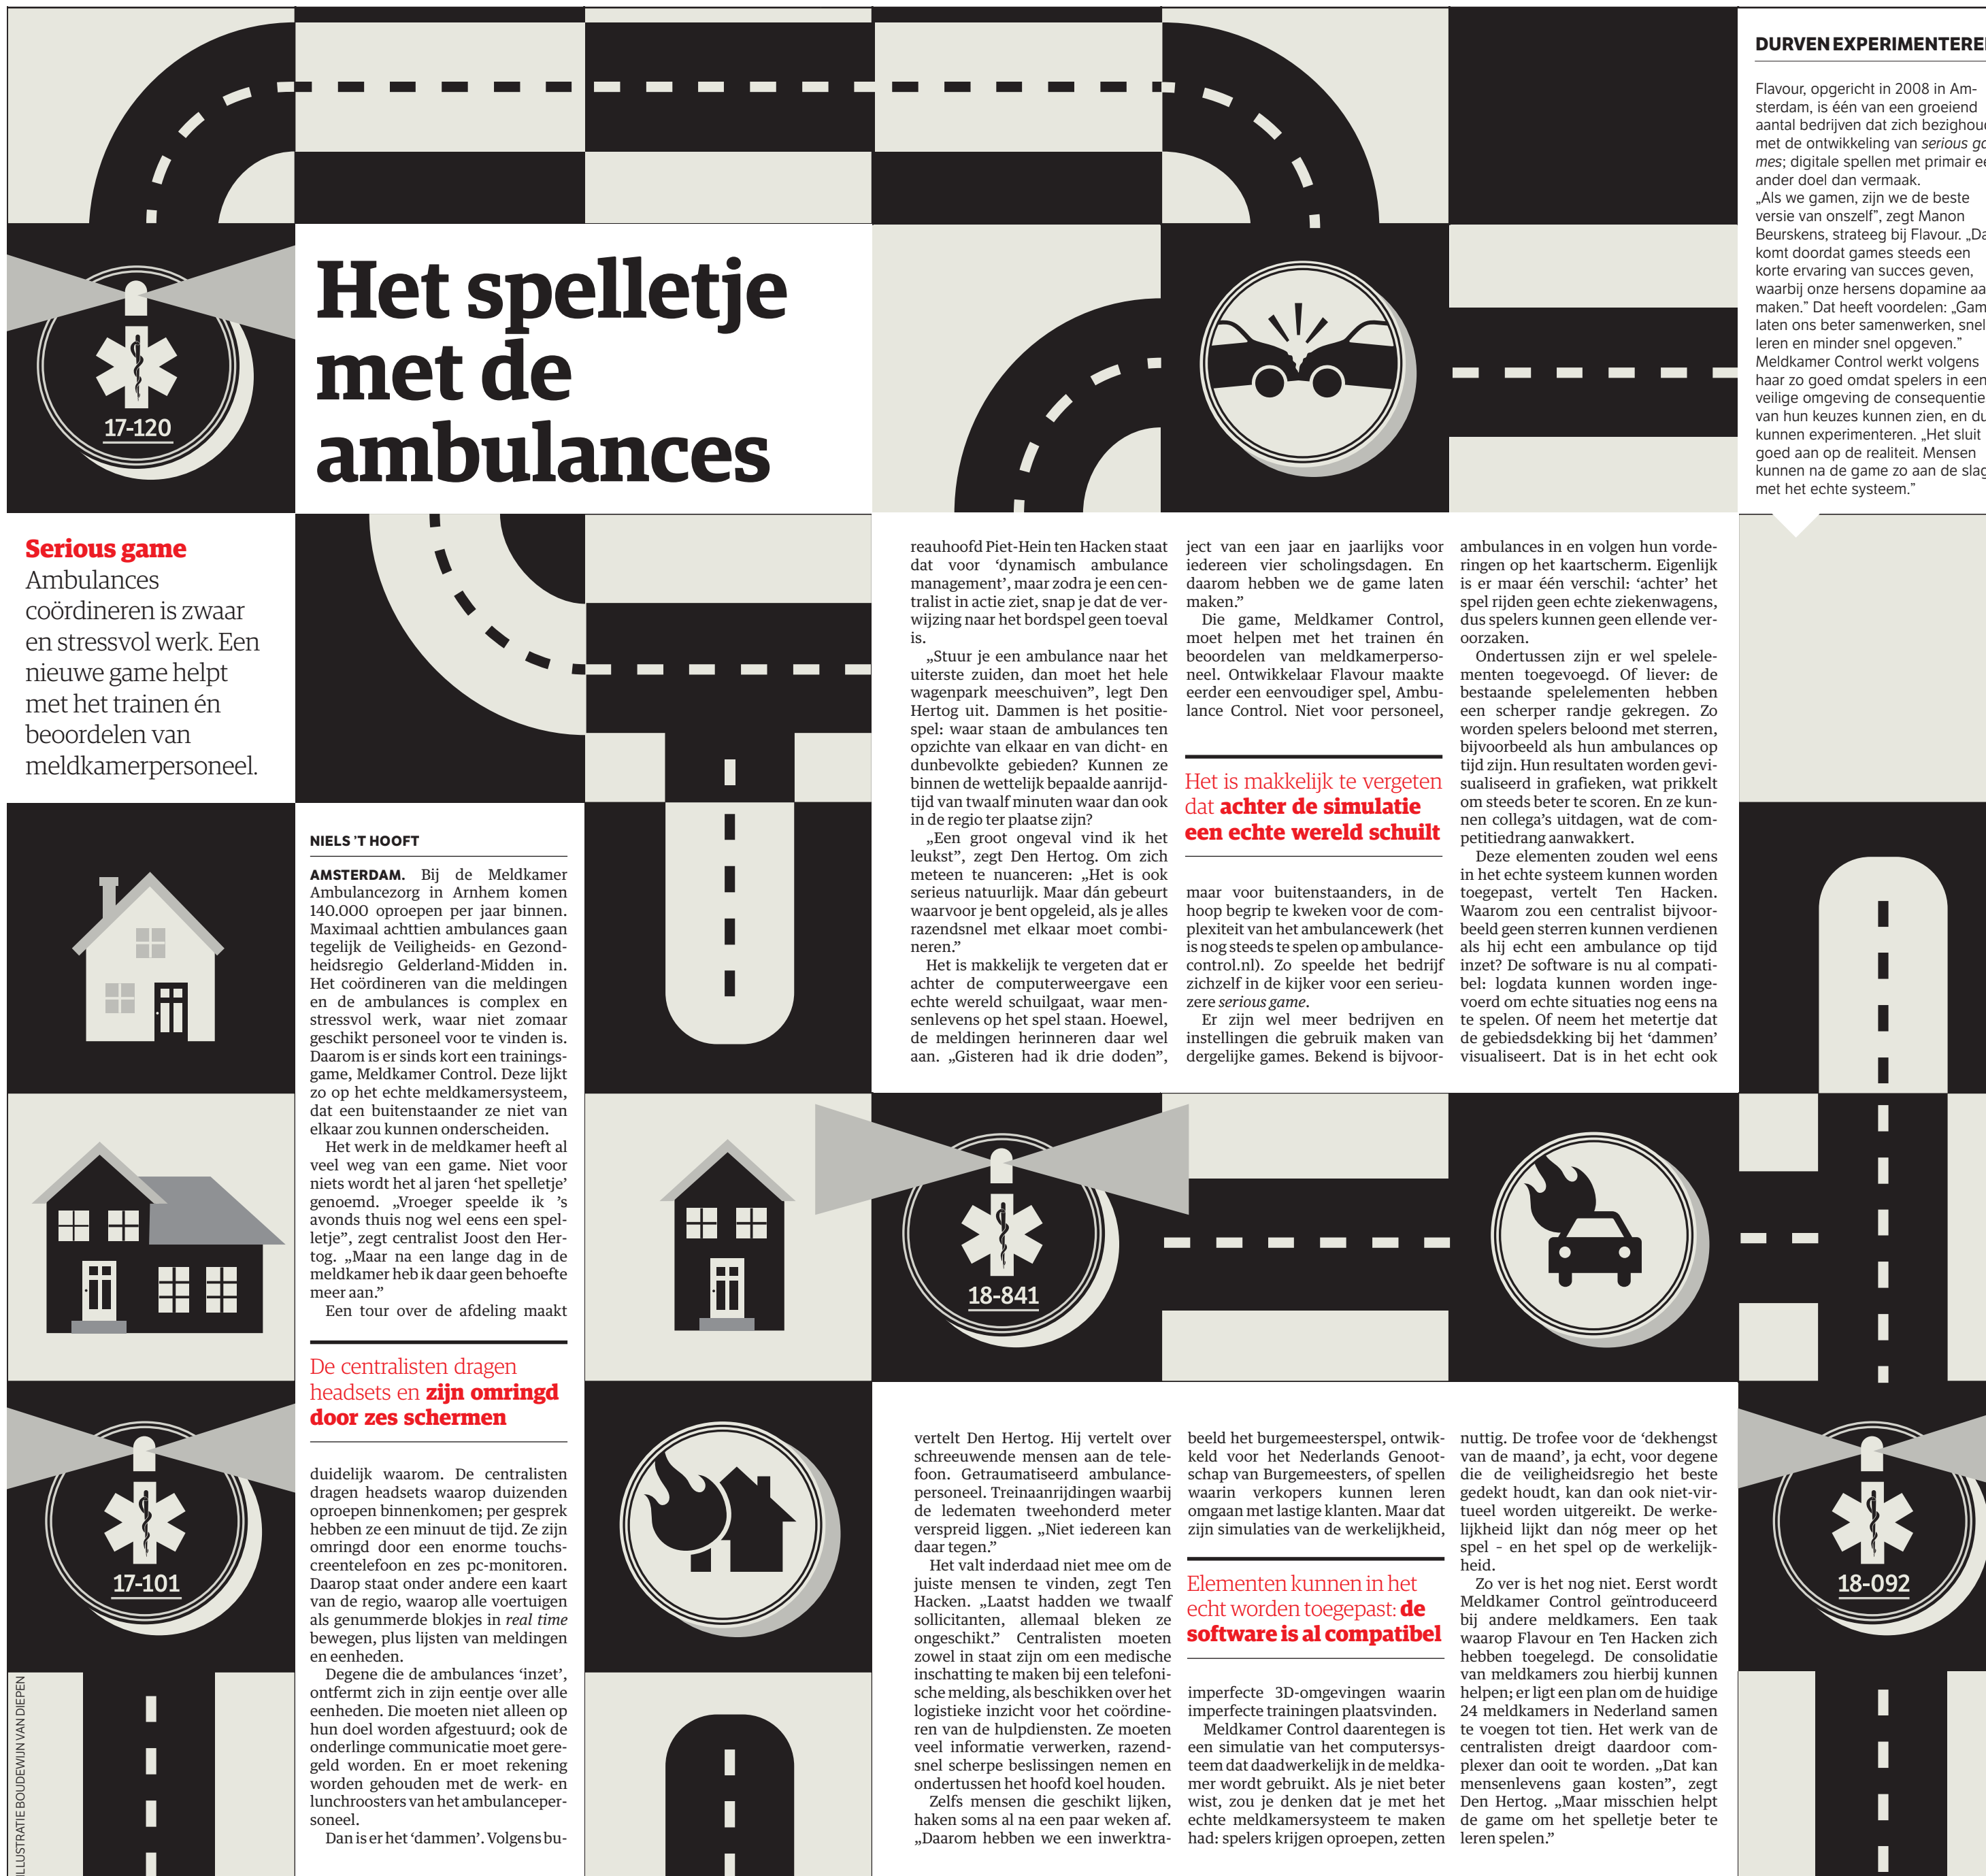 Het spelletje
met de
ambulances
17-120
Serious game
Ambulances
coördineren is zwaar
en stressvol werk. Een
nieuwe game helpt
met het trainen én
beoordelen van
meldkamerpersoneel.
NIELS ’T HOOFT
AMSTERDAM. Bij de Meldkamer
Ambulancezorg in Arnhem komen
140.000 oproepen per jaar binnen.
Maximaal achttien ambulances gaan
tegelijk de Veiligheids- en Gezond-
heidsregio Gelderland-Midden in.
Het coördineren van die meldingen
en de ambulances is complex en
stressvol werk, waar niet zomaar
geschikt personeel voor te vinden is.
Daarom is er sinds kort een trainings-
game, Meldkamer Control. Deze lijkt
zo op het echte meldkamersysteem,
dat een buitenstaander ze niet van
elkaar zou kunnen onderscheiden.
Het werk in de meldkamer heeft al
veel weg van een game. Niet voor
niets wordt het al jaren ‘het spelletje’
genoemd. „Vroeger speelde ik ’s
avonds thuis nog wel eens een spel-
letje”, zegt centralist Joost den Her-
tog. „Maar na een lange dag in de
meldkamer heb ik daar geen behoefte
meer aan.”
Een tour over de afdeling maakt
De centralisten dragen
headsets en zijn omringd
door zes schermen
duidelijk waarom. De centralisten
dragen headsets waarop duizenden
oproepen binnenkomen; per gesprek
hebben ze een minuut de tijd. Ze zijn
omringd door een enorme touchs-
creentelefoon en zes pc-monitoren.
Daarop staat onder andere een kaart
van de regio, waarop alle voertuigen
als genummerde blokjes in real time
bewegen, plus lijsten van meldingen
en eenheden.
Degene die de ambulances ‘inzet’,
ontfermt zich in zijn eentje over alle
eenheden. Die moeten niet alleen op
hun doel worden afgestuurd; ook de
onderlinge communicatie moet gere-
geld worden. En er moet rekening
worden gehouden met de werk- en
lunchroosters van het ambulanceper-
soneel.
Dan is er het ‘dammen’. Volgens bu-
reauhoofd Piet-Hein ten Hacken staat
dat voor ‘dynamisch ambulance
management’, maar zodra je een cen-
tralist in actie ziet, snap je dat de ver-
wijzing naar het bordspel geen toeval
is.
„Stuur je een ambulance naar het
uiterste zuiden, dan moet het hele
wagenpark meeschuiven”, legt Den
Hertog uit. Dammen is het positie-
spel: waar staan de ambulances ten
opzichte van elkaar en van dicht- en
dunbevolkte gebieden? Kunnen ze
binnen de wettelijk bepaalde aanrijd-
tijd van twaalf minuten waar dan ook
in de regio ter plaatse zijn?
„Een groot ongeval vind ik het
leukst”, zegt Den Hertog. Om zich
meteen te nuanceren: „Het is ook
serieus natuurlijk. Maar dán gebeurt
waarvoor je bent opgeleid, als je alles
razendsnel met elkaar moet combi-
neren.”
Het is makkelijk te vergeten dat er
achter de computerweergave een
echte wereld schuilgaat, waar men-
senlevens op het spel staan. Hoewel,
de meldingen herinneren daar wel
aan. „Gisteren had ik drie doden”,
vertelt Den Hertog. Hij vertelt over
schreeuwende mensen aan de tele-
foon. Getraumatiseerd ambulance-
personeel. Treinaanrijdingen waarbij
de ledematen tweehonderd meter
verspreid liggen. „Niet iedereen kan
daar tegen.”
Het valt inderdaad niet mee om de
juiste mensen te vinden, zegt Ten
Hacken. „Laatst hadden we twaalf
sollicitanten, allemaal bleken ze
ongeschikt.” Centralisten moeten
zowel in staat zijn om een medische
inschatting te maken bij een telefoni-
sche melding, als beschikken over het
logistieke inzicht voor het coördine-
ren van de hulpdiensten. Ze moeten
veel informatie verwerken, razend-
snel scherpe beslissingen nemen en
ondertussen het hoofd koel houden.
Zelfs mensen die geschikt lijken,
haken soms al na een paar weken af.
„Daarom hebben we een inwerktra-
ject van een jaar en jaarlijks voor
iedereen vier scholingsdagen. En
daarom hebben we de game laten
maken.”
Die game, Meldkamer Control,
moet helpen met het trainen én
beoordelen van meldkamerperso-
neel. Ontwikkelaar Flavour maakte
eerder een eenvoudiger spel, Ambu-
lance Control. Niet voor personeel,
Het is makkelijk te vergeten
dat achter de simulatie
een echte wereld schuilt
maar voor buitenstaanders, in de
hoop begrip te kweken voor de com-
plexiteit van het ambulancewerk (het
is nog steeds te spelen op ambulance-
control.nl). Zo speelde het bedrijf
zichzelf in de kijker voor een serieu-
zere serious game.
Er zijn wel meer bedrijven en
instellingen die gebruik maken van
dergelijke games. Bekend is bijvoor-
beeld het burgemeesterspel, ontwik-
keld voor het Nederlands Genoot-
schap van Burgemeesters, of spellen
waarin verkopers kunnen leren
omgaan met lastige klanten. Maar dat
zijn simulaties van de werkelijkheid,
Elementen kunnen in het
echt worden toegepast: de
software is al compatibel
imperfecte 3D-omgevingen waarin
imperfecte trainingen plaatsvinden.
Meldkamer Control daarentegen is
een simulatie van het computersys-
teem dat daadwerkelijk in de meldka-
mer wordt gebruikt. Als je niet beter
wist, zou je denken dat je met het
echte meldkamersysteem te maken
had: spelers krijgen oproepen, zetten
ambulances in en volgen hun vorde-
ringen op het kaartscherm. Eigenlijk
is er maar één verschil: ‘achter’ het
spel rijden geen echte ziekenwagens,
dus spelers kunnen geen ellende ver-
oorzaken.
Ondertussen zijn er wel spelele-
menten toegevoegd. Of liever: de
bestaande spelelementen hebben
een scherper randje gekregen. Zo
worden spelers beloond met sterren,
bijvoorbeeld als hun ambulances op
tijd zijn. Hun resultaten worden gevi-
sualiseerd in grafieken, wat prikkelt
om steeds beter te scoren. En ze kun-
nen collega’s uitdagen, wat de com-
petitiedrang aanwakkert.
Deze elementen zouden wel eens
in het echte systeem kunnen worden
toegepast, vertelt Ten Hacken.
Waarom zou een centralist bijvoor-
beeld geen sterren kunnen verdienen
als hij echt een ambulance op tijd
inzet? De software is nu al compati-
bel: logdata kunnen worden inge-
voerd om echte situaties nog eens na
te spelen. Of neem het metertje dat
de gebiedsdekking bij het ‘dammen’
visualiseert. Dat is in het echt ook
nuttig. De trofee voor de ‘dekhengst
van de maand’, ja echt, voor degene
die de veiligheidsregio het beste
gedekt houdt, kan dan ook niet-vir-
tueel worden uitgereikt. De werke-
lijkheid lijkt dan nóg meer op het
spel – en het spel op de werkelijk-
heid.
Zo ver is het nog niet. Eerst wordt
Meldkamer Control geïntroduceerd
bij andere meldkamers. Een taak
waarop Flavour en Ten Hacken zich
hebben toegelegd. De consolidatie
van meldkamers zou hierbij kunnen
helpen; er ligt een plan om de huidige
24 meldkamers in Nederland samen
te voegen tot tien. Het werk van de
centralisten dreigt daardoor com-
plexer dan ooit te worden. „Dat kan
mensenlevens gaan kosten”, zegt
Den Hertog. „Maar misschien helpt
de game om het spelletje beter te
leren spelen.”
DURVEN EXPERIMENTERE
Flavour, opgericht in 2008 in Am-
sterdam, is één van een groeiend
aantal bedrijven dat zich bezighou
met de ontwikkeling van serious ga
mes; digitale spellen met primair ee
ander doel dan vermaak.
„Als we gamen, zijn we de beste
versie van onszelf”, zegt Manon
Beurskens, strateeg bij Flavour. „Da
komt doordat games steeds een
korte ervaring van succes geven,
waarbij onze hersens dopamine aa
maken.” Dat heeft voordelen: „Gam
laten ons beter samenwerken, snel
leren en minder snel opgeven.”
Meldkamer Control werkt volgens
haar zo goed omdat spelers in een
veilige omgeving de consequentie
van hun keuzes kunnen zien, en du
kunnen experimenteren. „Het sluit
goed aan op de realiteit. Mensen
kunnen na de game zo aan de slag
met het echte systeem.”
18-841
17-101
18-092
ILLUSTRATIE BOUDEWIJN VAN DIEPEN